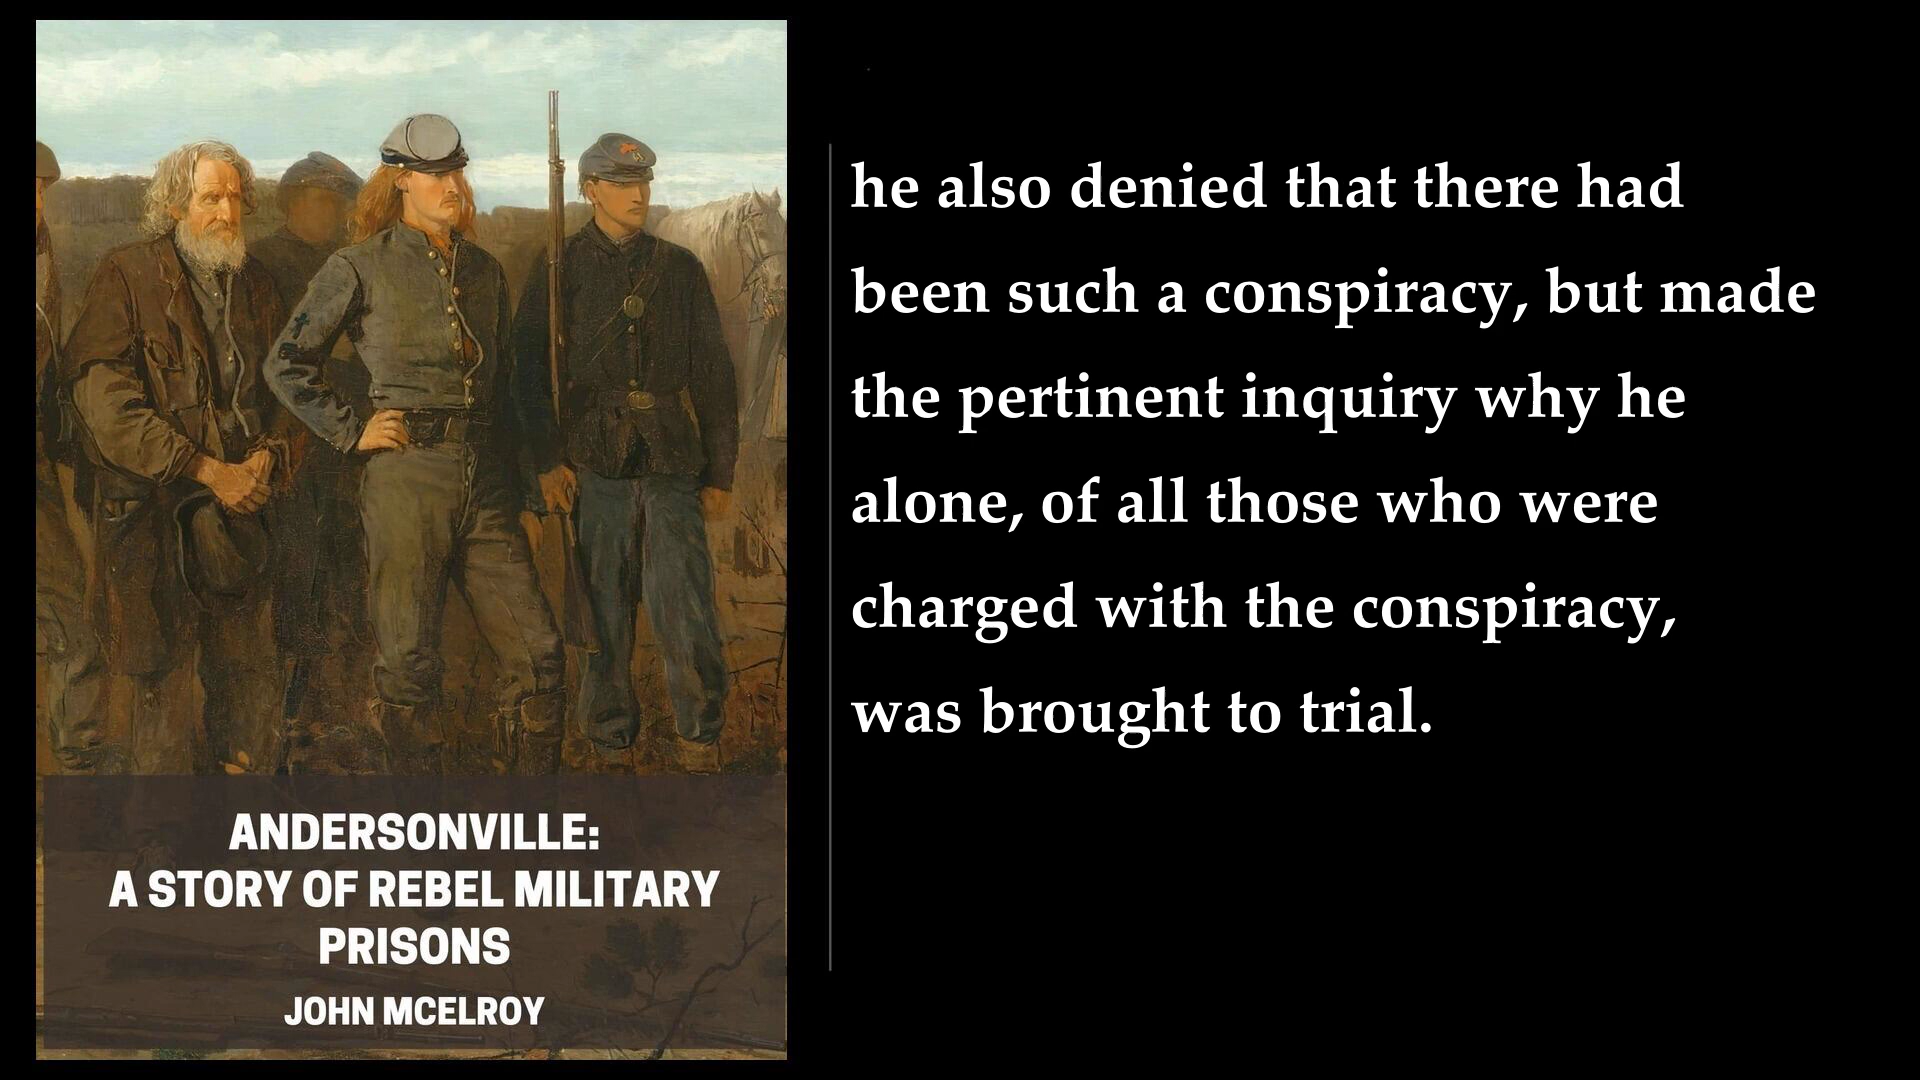 he also denied that there had
been such a conspiracy, but made
the pertinent inquiry why he
alone, of all those who were
charged with the conspiracy,
was brought to trial.
ANDERSONVILLE:
A STORY OF REBEL MILITARY
PRISONS
JOHN MCELROY